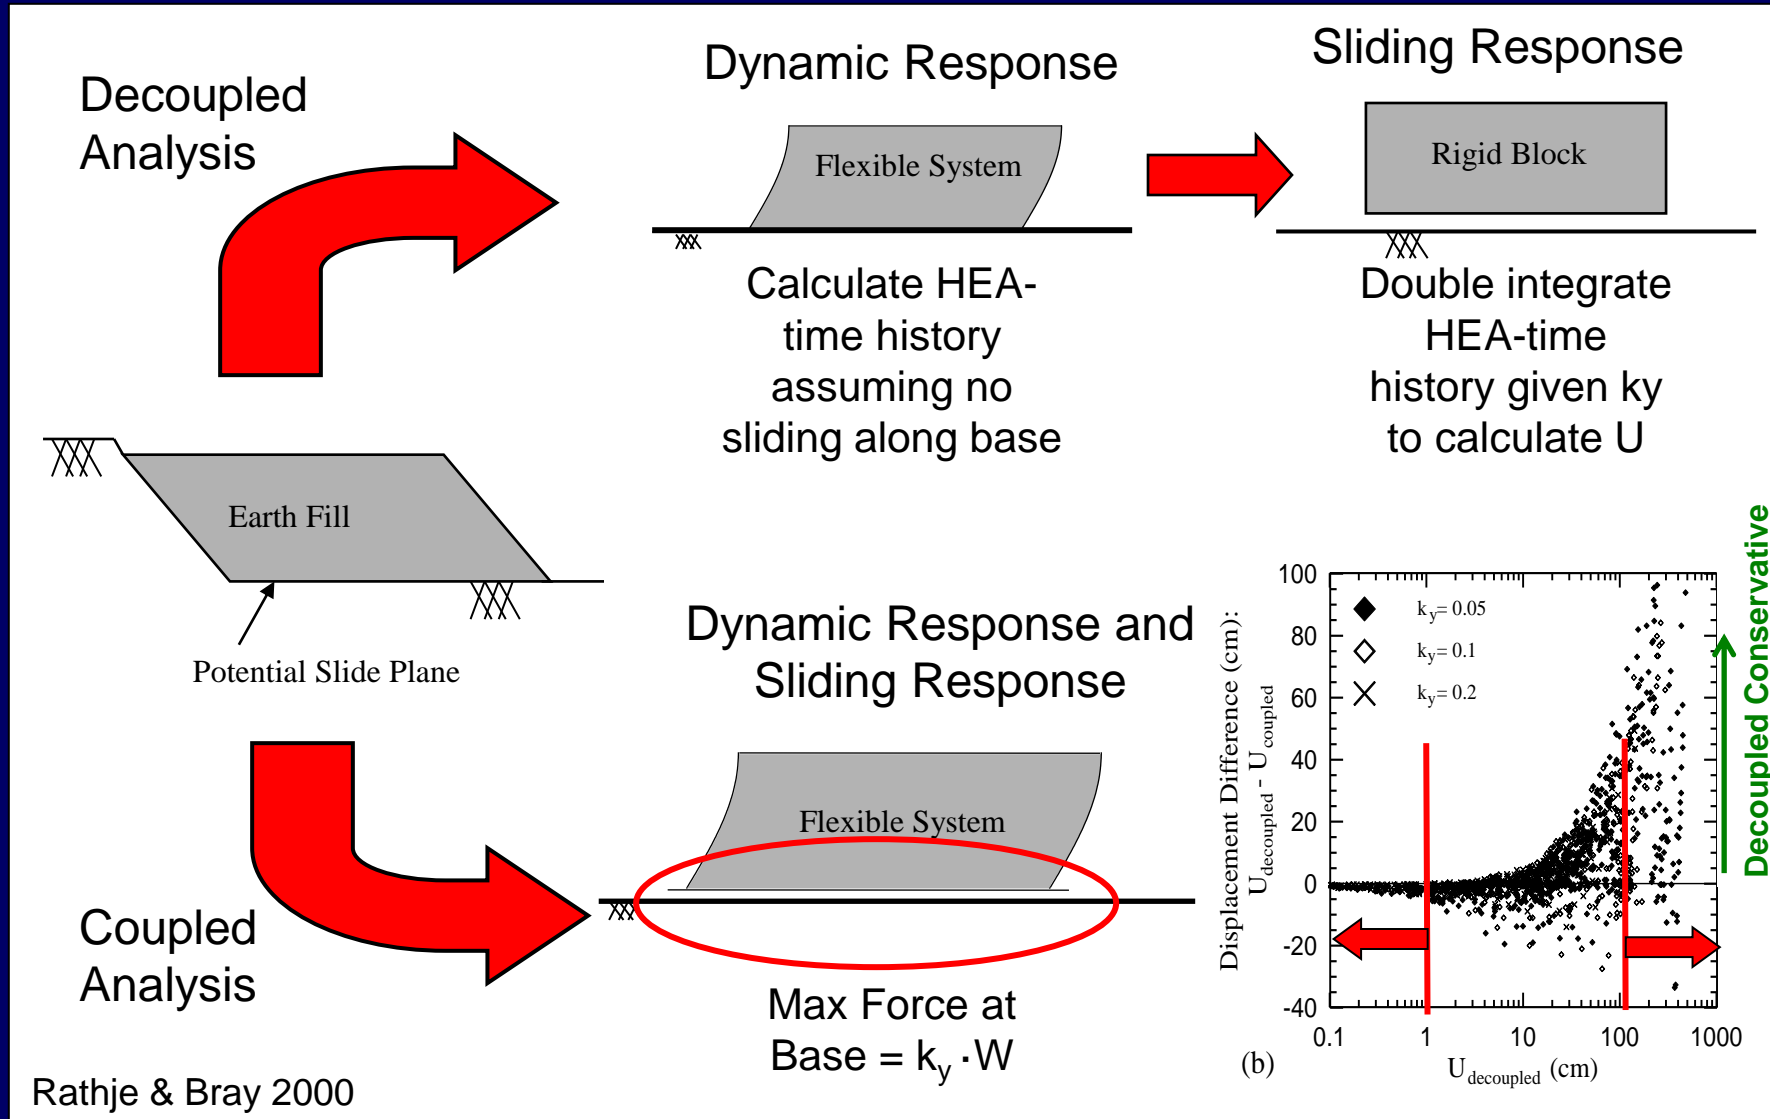 Decoupled
Analysis
Dynamic Response
Flexible System
Calculate HEA-
time history
assuming no
sliding along base
Sliding Response
Rigid Block
Double integrate
HEA-time
history given ky
to calculate U
Earth Fill
Potential Slide Plane
Coupled
Analysis
Dynamic Response and
Sliding Response
Flexible System
Max Force at
Base = ky · W
Displacement Difference (cm):
Udecoupled - Ucoupled
100
80
60
40
20
0
-20
-40
ky= 0.05
ky= 0.1
ky= 0.2
0.1 1 10 100 1000
Udecoupled (cm)
(b)
Decoupled Conservative
Rathje & Bray 2000